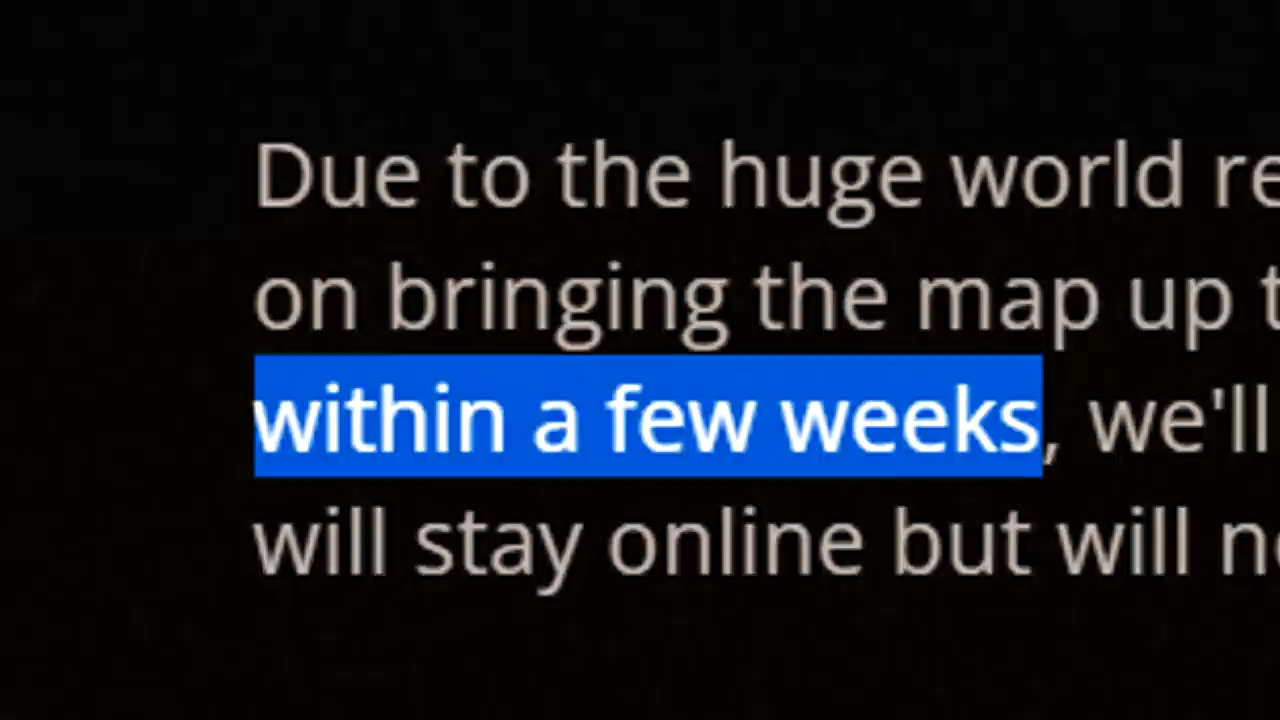 Due to the huge world re
on bringing the map up t
within a few weeks, we'll
will stay online but will n